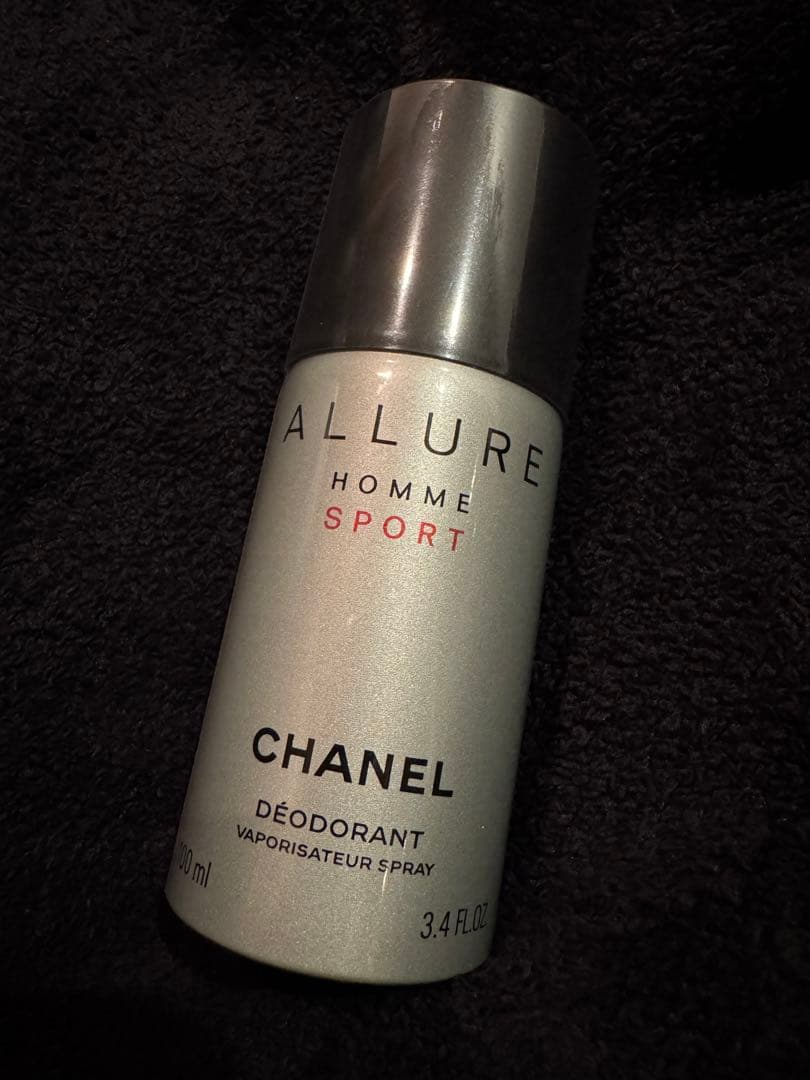 ALLURE
HOMME
SPORT
CHANEL
DÉODORANT
VAPORISATEUR SPRAY
100 ml
3.4 FL.OZ